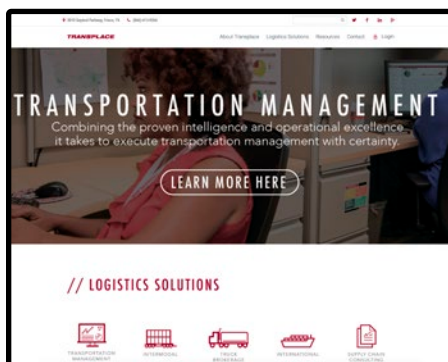 TRANSPLACE
About Transplace Logistics Solutions Resources Contact Login
TRANSPORTATION MANAGEMENT
Combining the proven intelligence and operational excellence
it takes to execute transportation management with certainty.
LEARN MORE HERE
// LOGISTICS SOLUTIONS
TRANSPORTATION
MANAGEMENT
INTERMODAL
TRUCK
BROKERAGE
INTERNATIONAL
SUPPLY CHAIN
CONSULTING